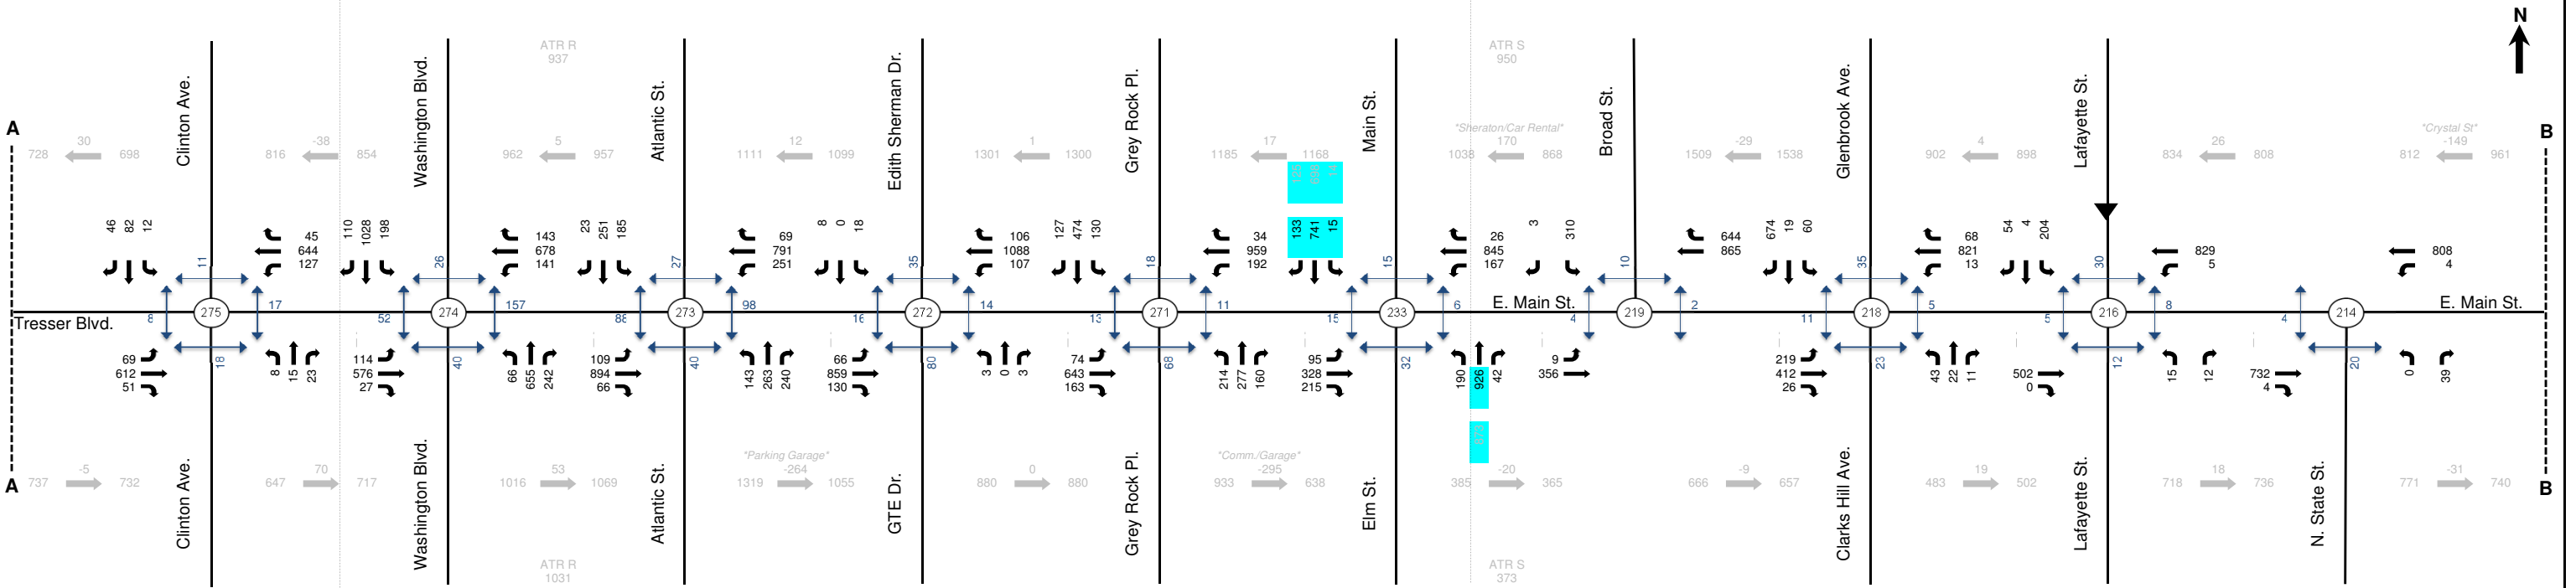 N
ATR R
937
ATR S
950
Clinton Ave.
Washington Blvd.
Atlantic St.
Edith Sherman Dr.
Grey Rock Pl.
Main St.
Broad St.
Glenbrook Ave.
Lafayette St.
A
B
*Sheraton/Car Rental*
*Crystal St*
728 30 698
816 -38 854
962 5 957
1111 12 1099
1301 1 1300
1185 17 1168
1038 170 868
1509 -29 1538
902 4 898
834 26 808
812 -149 961
698
46 82 12
45
644
127
110 1028 198
143
678
141
23 251 185
69
791
251
8 0 18
106
1088
107
127 474 130
34
959
192
133 741 15
26
845
167
3 310
644
865
674 19 60
68
821
13
54 4 204
829
5
808
4
11
26
27
35
18
15
10
35
30
8 275 17
52 274 157
88 273 98
16 272 14
13 271 11
15 233 6
4 219 2
11 218 5
5 216 8
4 214
Tresser Blvd.
E. Main St.
E. Main St.
18
40
40
80
68
32
23
12
20
69
612
51
8 15 23
114
576
27
66 655 242
109
894
66
143 263 240
66
859
130
3 0 3
74
643
163
214 277 160
95
328
215
190 926 42
9
356
219
412
26
43 22 11
502
0
15 12
732
4
0 39
*Parking Garage*
*Comm./Garage*
A
B
737 -5 732
647 70 717
1016 53 1069
1319 -264 1055
880 0 880
933 -295 638
385 -20 365
666 -9 657
483 19 502
718 18 736
771 -31 740
Clinton Ave.
Washington Blvd.
Atlantic St.
GTE Dr.
Grey Rock Pl.
Elm St.
Clarks Hill Ave.
Lafayette St.
N. State St.
ATR R
1031
ATR S
373